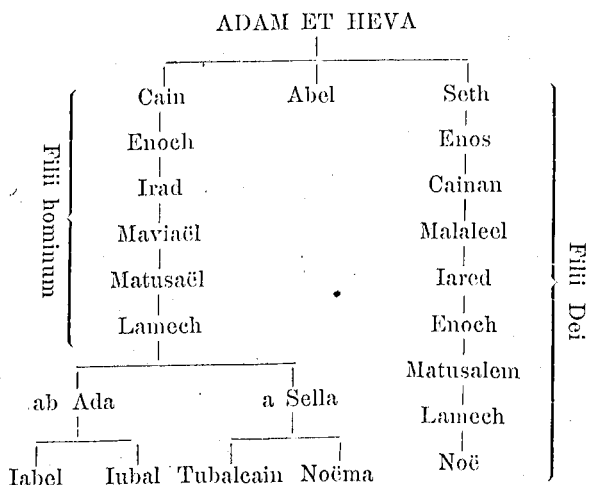 ADAM ET HEVA
Cain Abel Seth
Enoch Enos
Irad Cainan
Maviaël Malaleel
Matusaël Iared
Lamech Enoch
Matusalem
ab Ada a Sella
Lamech
Iabel Iubal Tubalcain Noëma Noë
Filii hominum
Filii Dei